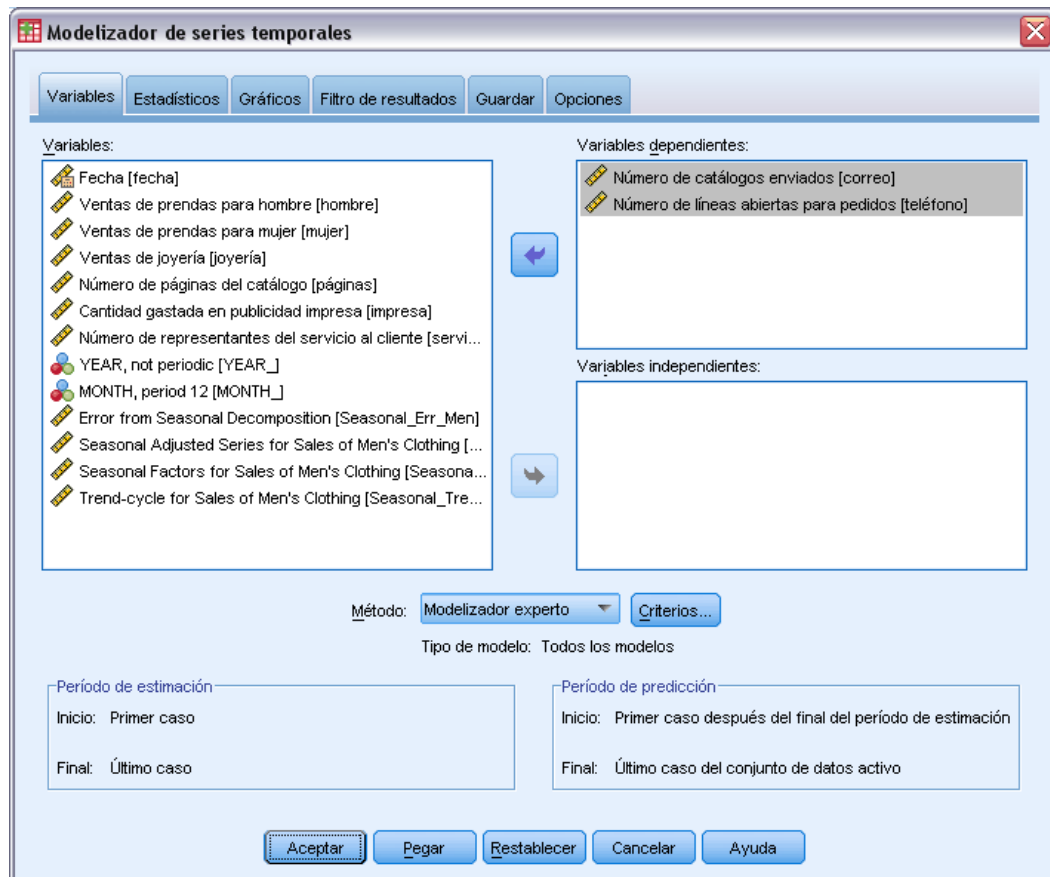 Modelizador de series temporales
Variables
Estadísticos
Gráficos
Filtro de resultados
Guardar
Opciones
Variables:
Fecha [fecha]
Ventas de prendas para hombre [hombre]
Ventas de prendas para mujer [mujer]
Ventas de joyería [joyería]
Número de páginas del catálogo [páginas]
Cantidad gastada en publicidad impresa [impresa]
Número de representantes del servicio al cliente [servi...
YEAR, not periodic [YEAR_]
MONTH, period 12 [MONTH_]
Error from Seasonal Decomposition [Seasonal_Err_Men]
Seasonal Adjusted Series for Sales of Men's Clothing [...
Seasonal Factors for Sales of Men's Clothing [Seasona...
Trend-cycle for Sales of Men's Clothing [Seasonal_Tre...
Variables dependientes:
Número de catálogos enviados [correo]
Número de líneas abiertas para pedidos [teléfono]
Variables independientes:
Método:
Modelizador experto
Criterios...
Tipo de modelo: Todos los modelos
Período de estimación
Inicio: Primer caso
Final: Último caso
Período de predicción
Inicio: Primer caso después del final del período de estimación
Final: Último caso del conjunto de datos activo
Aceptar
Pegar
Restablecer
Cancelar
Ayuda